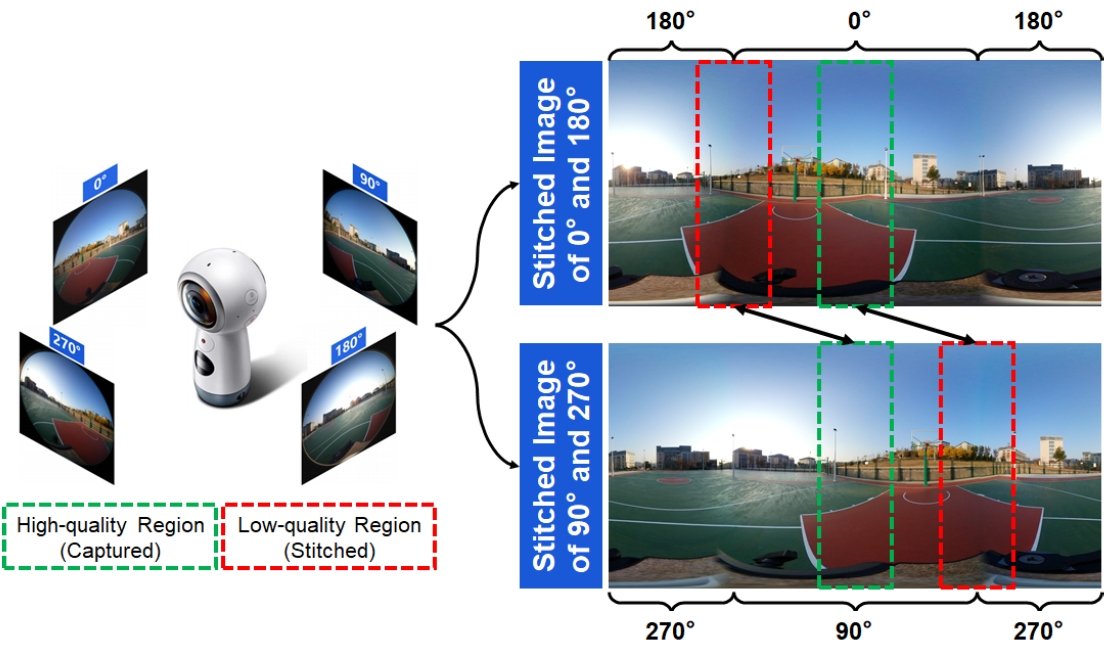 180°
0°
180°
Stitched Image
of 0° and 180°
0°
90°
270°
180°
High-quality Region
(Captured)
Low-quality Region
(Stitched)
Stitched Image
of 90° and 270°
270°
90°
270°